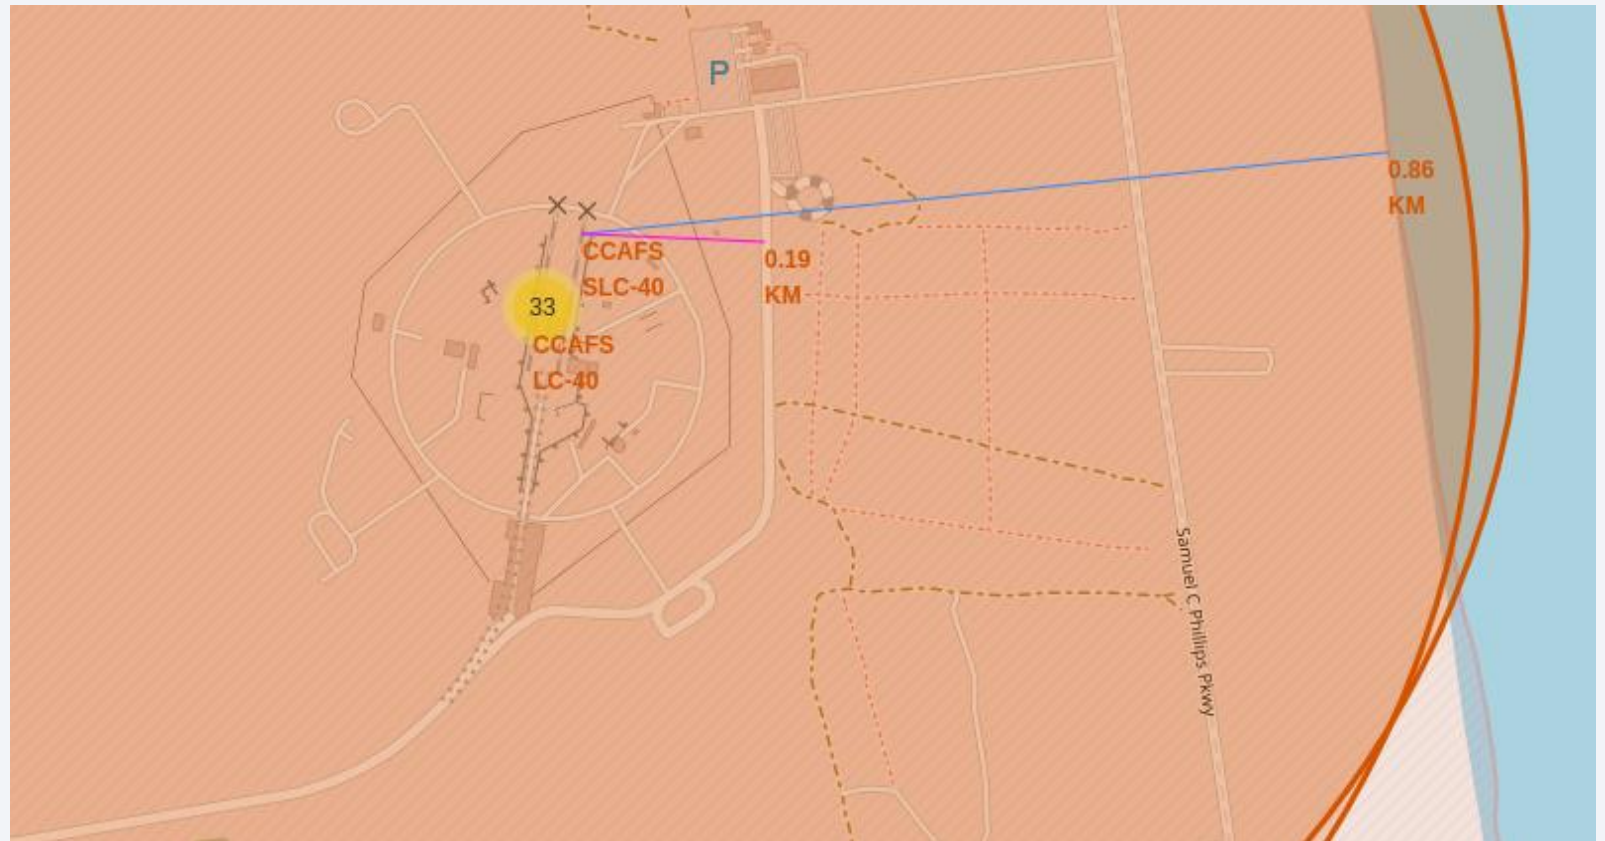 P
0.86
KM
CCAFS
SLC-40
0.19
KM
33
CCAFS
LC-40
Samuel C Phillips Pkwy